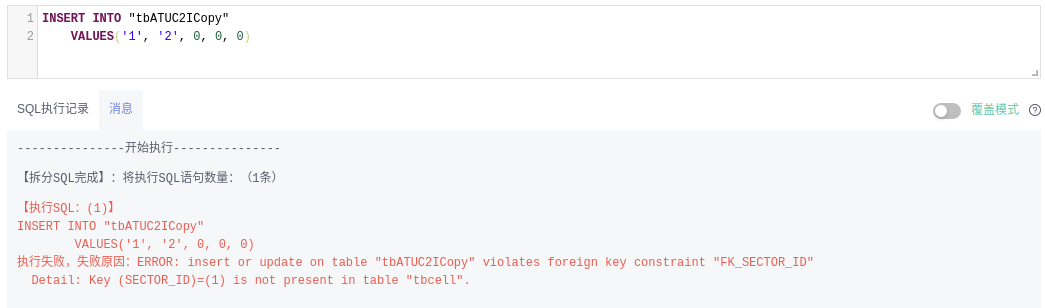 1 INSERT INTO "tbATUC2ICopy"
2     VALUES('1', '2', 0, 0, 0)
SQL执行记录 消息 覆盖模式 ?
---------------开始执行---------------
【拆分SQL完成】：将执行SQL语句数量：（1条）
【执行SQL：(1)】
INSERT INTO "tbATUC2ICopy"
        VALUES('1', '2', 0, 0, 0)
执行失败，失败原因：ERROR: insert or update on table "tbATUC2ICopy" violates foreign key constraint "FK_SECTOR_ID"
  Detail: Key (SECTOR_ID)=(1) is not present in table "tbcell".